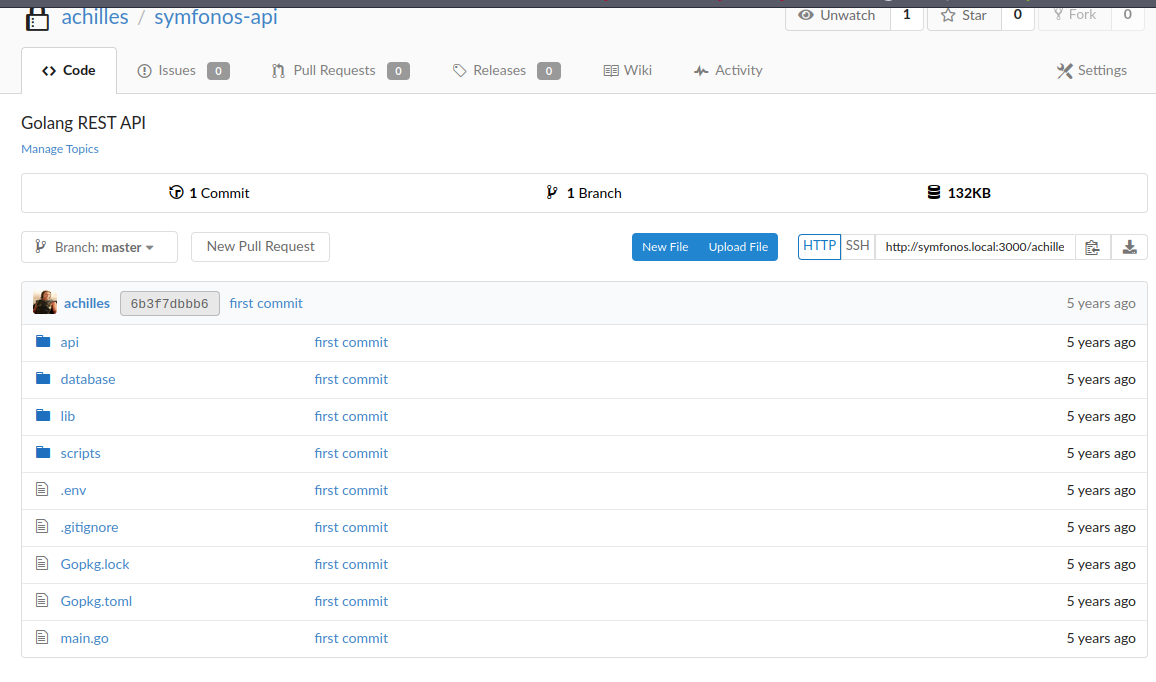 achilles / symfonos-api
Unwatch 1 Star 0 Fork 0
Code Issues 0 Pull Requests 0 Releases 0 Wiki Activity Settings
Golang REST API
Manage Topics
1 Commit 1 Branch 132KB
Branch: master New Pull Request New File Upload File HTTP SSH http://symfonos.local:3000/achille
achilles 6b3f7dbbb6 first commit 5 years ago
api first commit 5 years ago
database first commit 5 years ago
lib first commit 5 years ago
scripts first commit 5 years ago
.env first commit 5 years ago
.gitignore first commit 5 years ago
Gopkg.lock first commit 5 years ago
Gopkg.toml first commit 5 years ago
main.go first commit 5 years ago